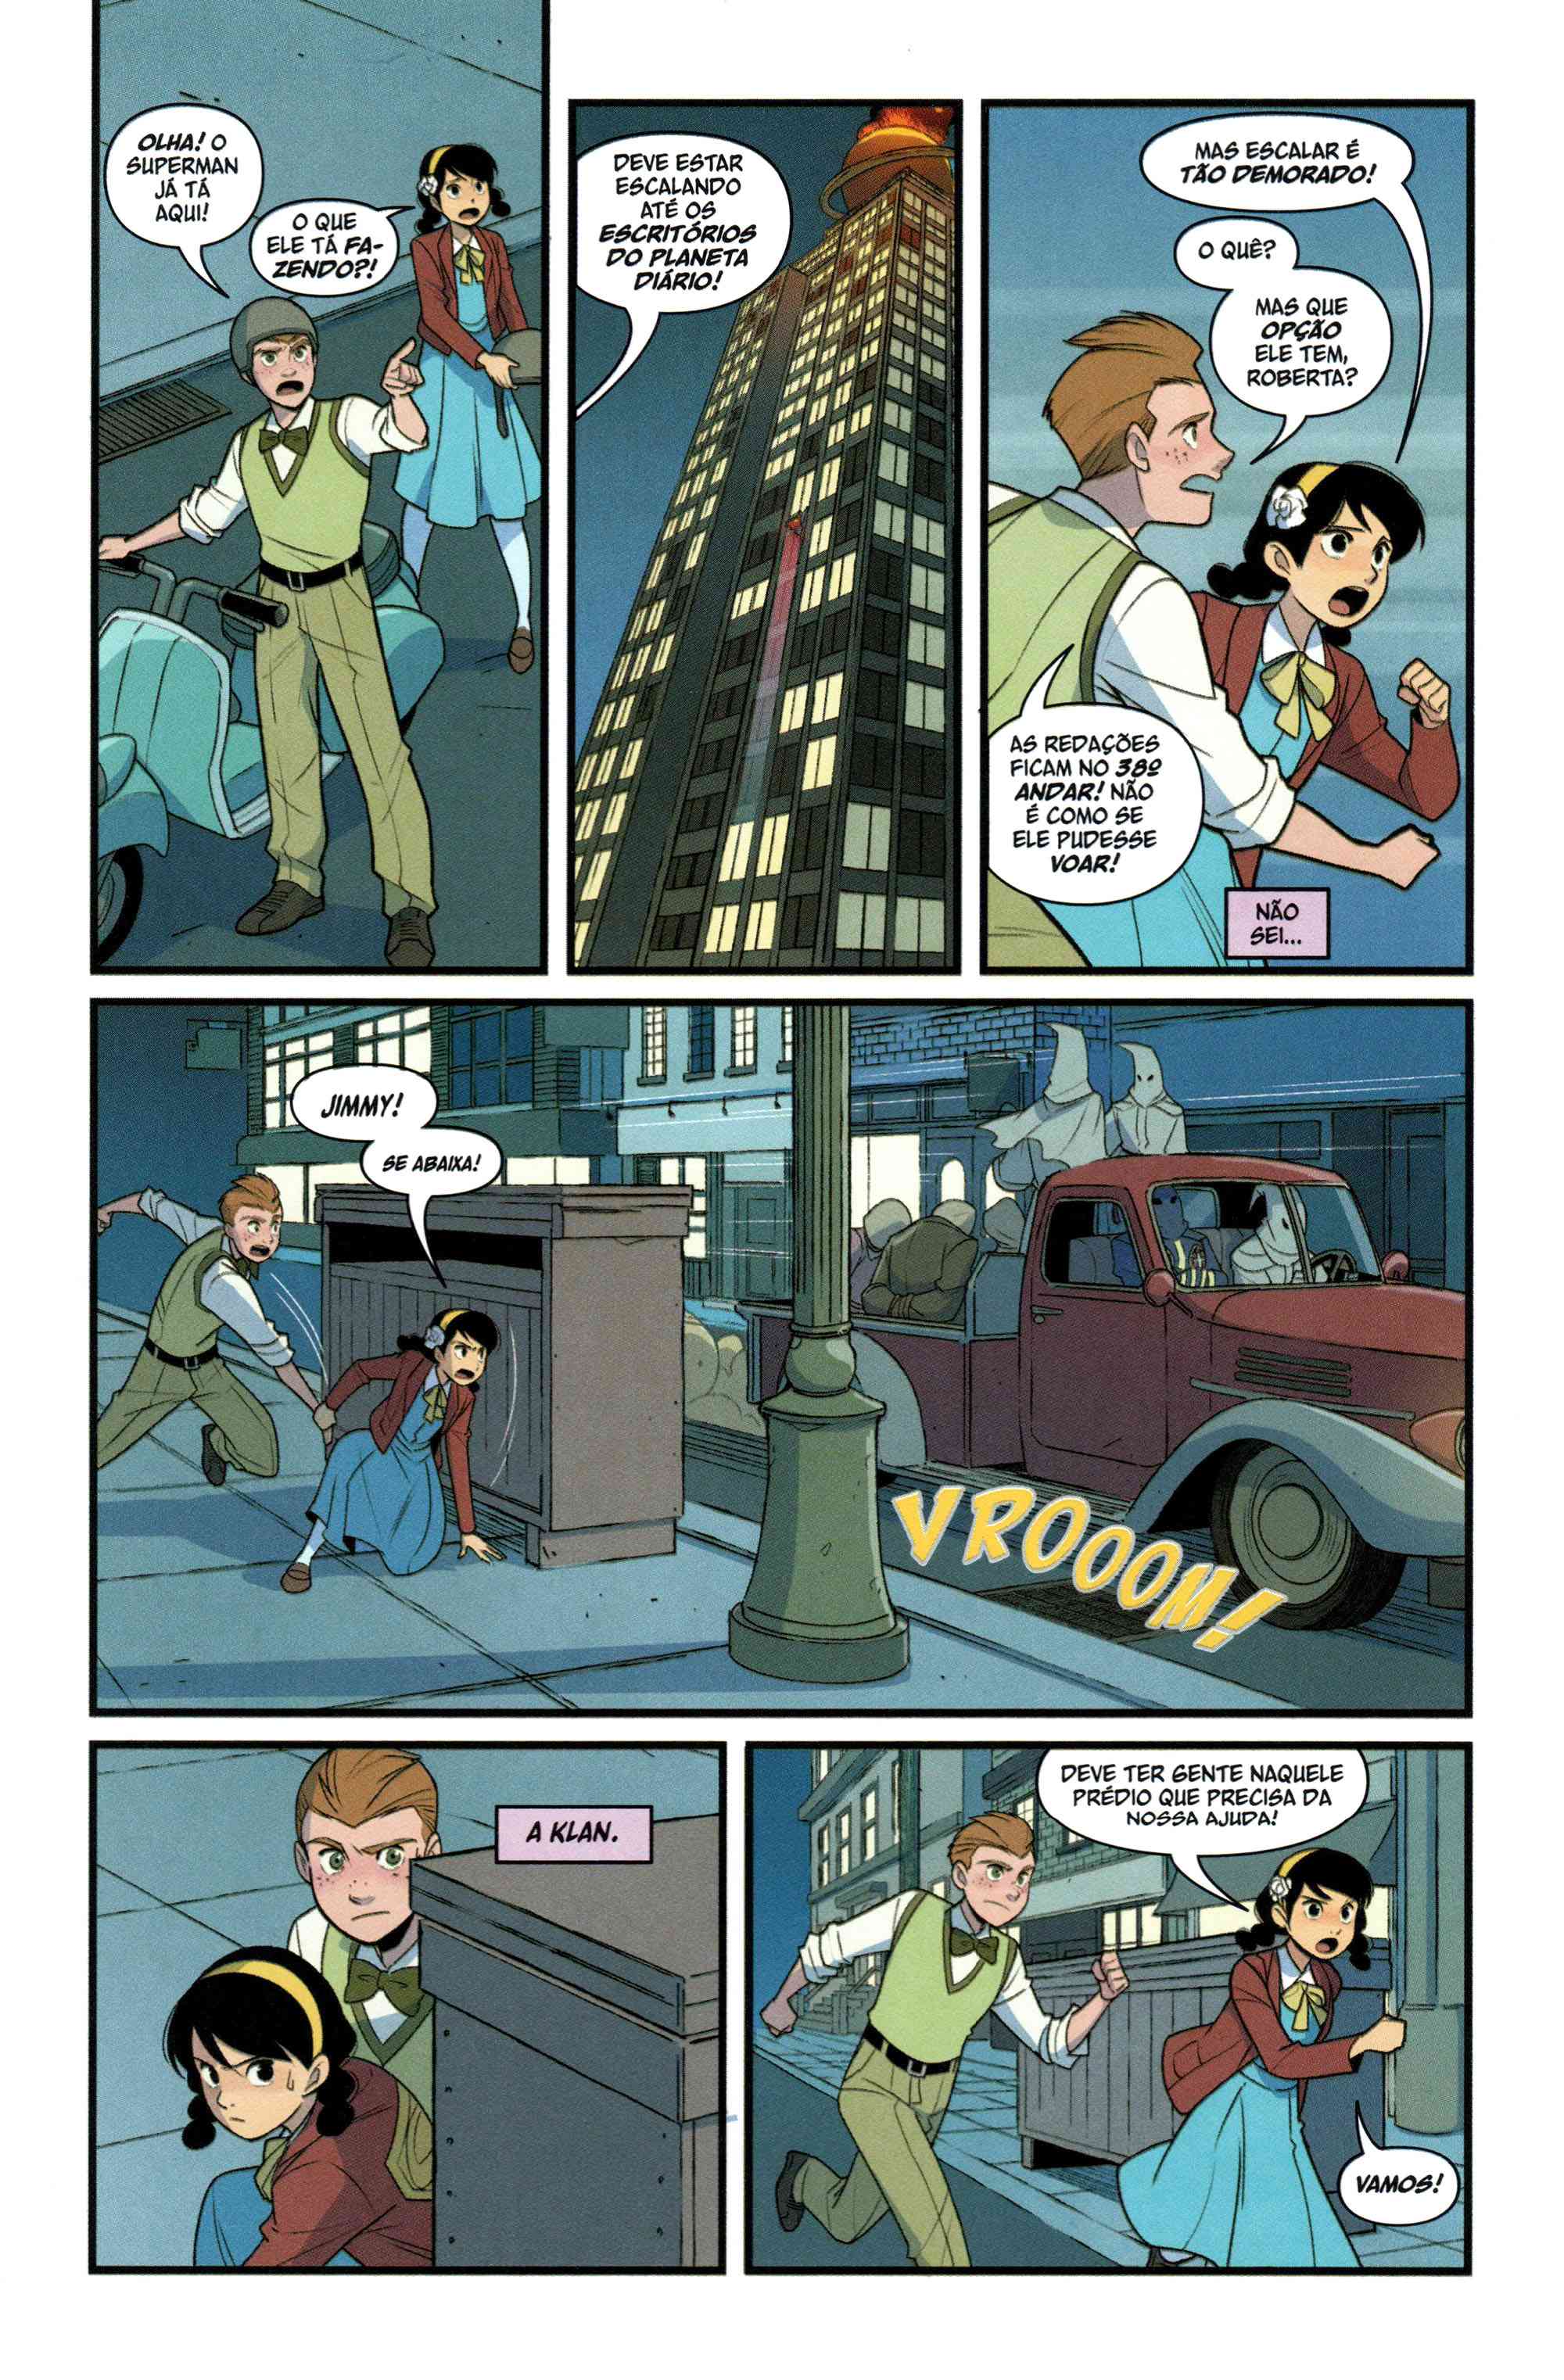 OLHA! O
SUPERMAN
JÁ TÁ
AQUI!
O QUE
ELE TÁ FA-
ZENDO?!
DEVE ESTAR
ESCALANDO
ATÉ OS
ESCRITÓRIOS
DO PLANETA
DIÁRIO!
MAS ESCALAR É
TÃO DEMORADO!
O QUÊ?
MAS QUE
OPÇÃO
ELE TEM,
ROBERTA?
AS REDAÇÕES
FICAM NO 38º
ANDAR! NÃO
É COMO SE
ELE PUDESSE
VOAR!
NÃO
SEI...
JIMMY!
SE ABAIXA!
VROOOM!
A KLAN.
DEVE TER GENTE NAQUELE
PRÉDIO QUE PRECISA DA
NOSSA AJUDA!
VAMOS!